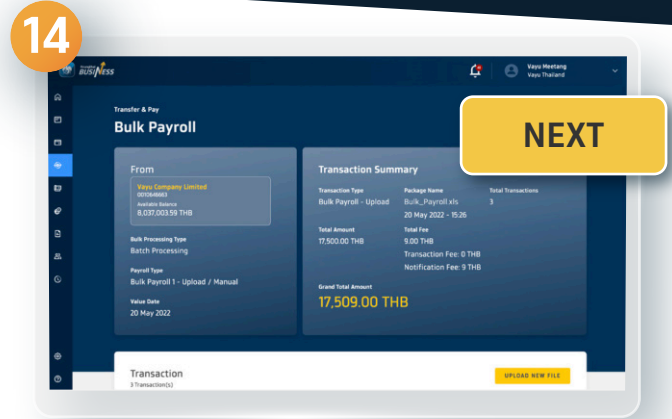 14
BUSINESS
Vayu Meetang
Vayu Thailand
Transfer & Pay
Bulk Payroll
NEXT
From
Vayu Company Limited
Available Balance
8,037,003.59 THB
Bulk Processing Type
Batch Processing
Payroll Type
Bulk Payroll 1 - Upload / Manual
Value Date
20 May 2022
Transaction Summary
Transaction Type
Package Name
Total Transactions
Bulk Payroll - Upload
Bulk_Payroll.xls
3
20 May 2022 - 15:26
Total Amount
Total Fee
17,500.00 THB
9.00 THB
Transaction Fee: 0 THB
Notification Fee: 9 THB
Grand Total Amount
17,509.00 THB
Transaction
3 Transaction(s)
UPLOAD NEW FILE